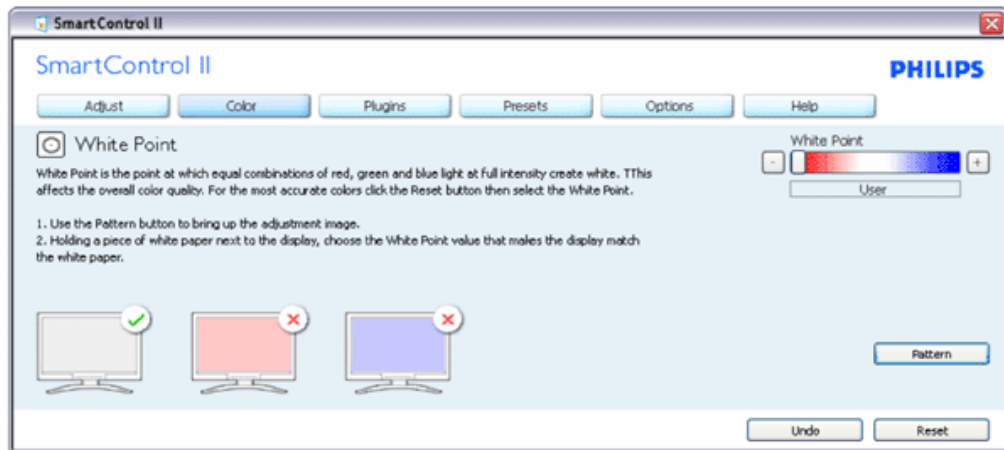 SmartControl II
SmartControl II
PHILIPS
Adjust Color Plugins Presets Options Help
White Point
White Point is the point at which equal combinations of red, green and blue light at full intensity create white. TThis
affects the overall color quality. For the most accurate colors click the Reset button then select the White Point.
1. Use the Pattern button to bring up the adjustment image.
2. Holding a piece of white paper next to the display, choose the White Point value that makes the display match
the white paper.
White Point
- +
User
Pattern
Undo Reset